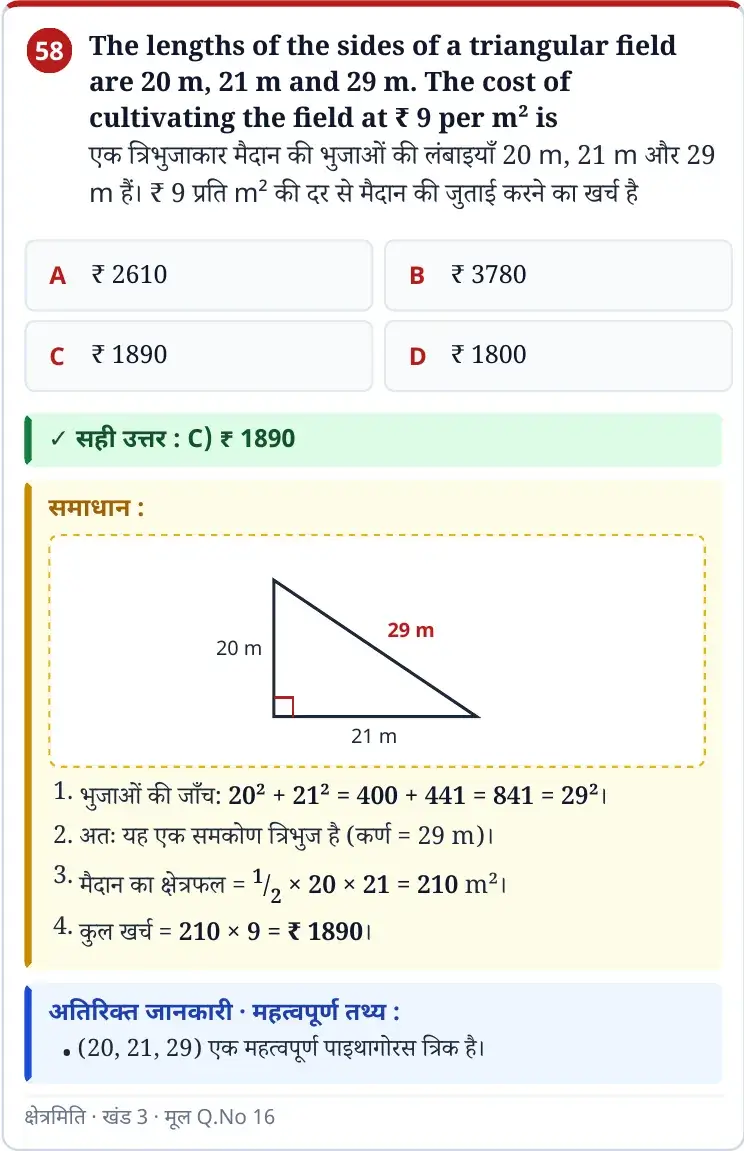 58
The lengths of the sides of a triangular field
are 20 m, 21 m and 29 m. The cost of
cultivating the field at ₹ 9 per m² is
एक त्रिभुजाकार मैदान की भुजाओं की लंबाइयाँ 20 m, 21 m और 29
m हैं। ₹ 9 प्रति m² की दर से मैदान की जुताई करने का खर्च है
A ₹ 2610
B ₹ 3780
C ₹ 1890
D ₹ 1800
✓ सही उत्तर : C) ₹ 1890
समाधान :
29 m
20 m
21 m
1. भुजाओं की जाँच: 20² + 21² = 400 + 441 = 841 = 29²।
2. अतः यह एक समकोण त्रिभुज है (कर्ण = 29 m)।
3. मैदान का क्षेत्रफल = 1/2 × 20 × 21 = 210 m²।
4. कुल खर्च = 210 × 9 = ₹ 1890।
अतिरिक्त जानकारी · महत्वपूर्ण तथ्य :
• (20, 21, 29) एक महत्वपूर्ण पाइथागोरस त्रिक है।
क्षेत्रमिति · खंड 3 · मूल Q.No 16